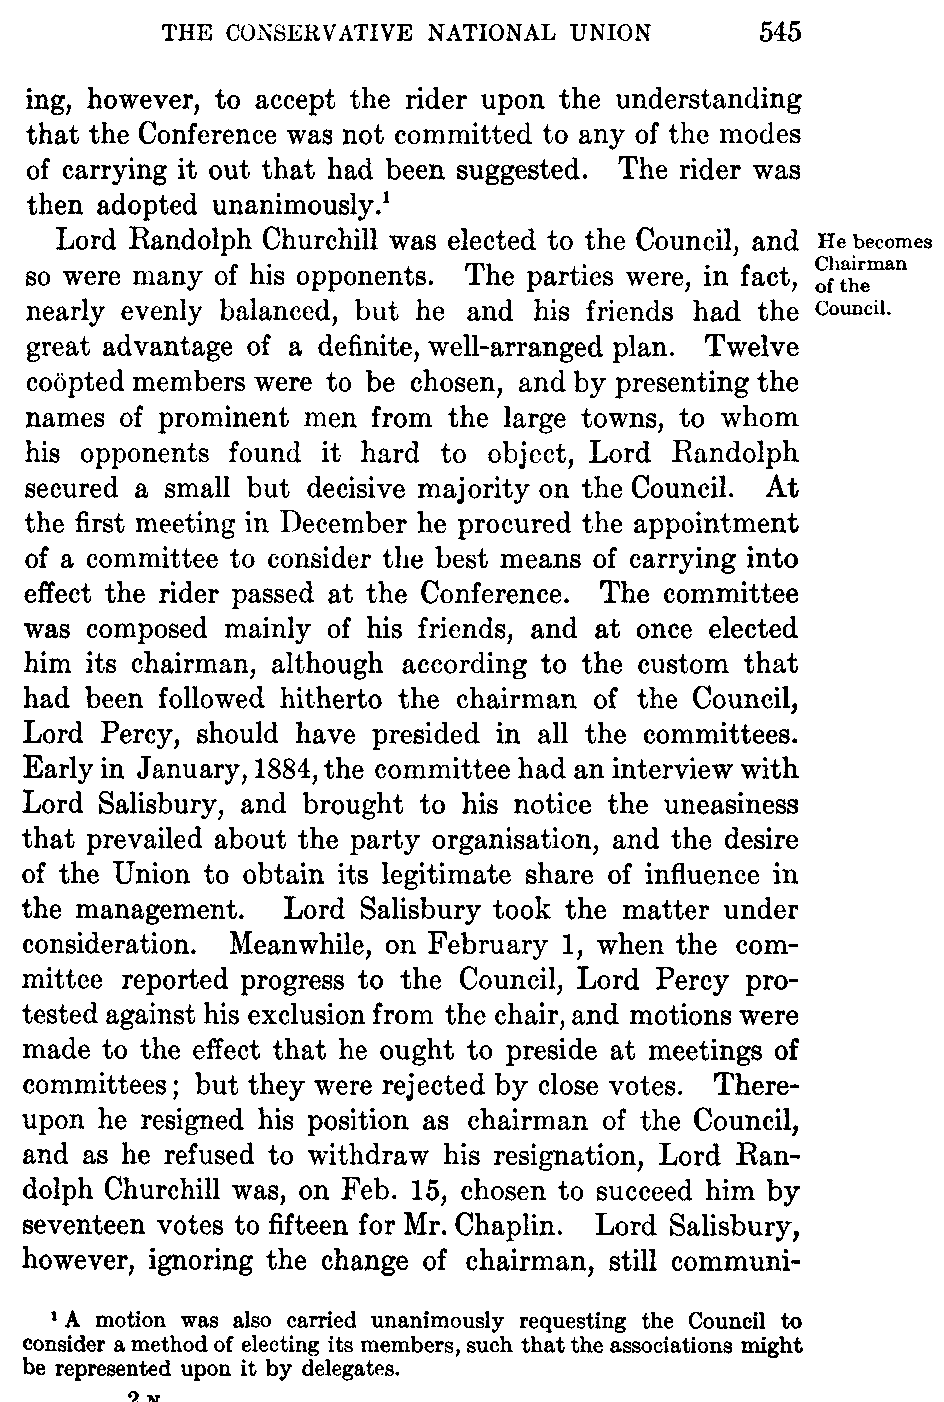 THE CONSERVATIVE NATIONAL UNION 545
ing, however, to accept the rider upon the understanding
that the Conference was not committed to any of the modes
of carrying it out that had been suggested. The rider was
then adopted unanimously.¹
Lord Randolph Churchill was elected to the Council, and
so were many of his opponents. The parties were, in fact,
nearly evenly balanced, but he and his friends had the
great advantage of a definite, well-arranged plan. Twelve
coöpted members were to be chosen, and by presenting the
names of prominent men from the large towns, to whom
his opponents found it hard to object, Lord Randolph
secured a small but decisive majority on the Council. At
the first meeting in December he procured the appointment
of a committee to consider the best means of carrying into
effect the rider passed at the Conference. The committee
was composed mainly of his friends, and at once elected
him its chairman, although according to the custom that
had been followed hitherto the chairman of the Council,
Lord Percy, should have presided in all the committees.
Early in January, 1884, the committee had an interview with
Lord Salisbury, and brought to his notice the uneasiness
that prevailed about the party organisation, and the desire
of the Union to obtain its legitimate share of influence in
the management. Lord Salisbury took the matter under
consideration. Meanwhile, on February 1, when the com-
mittee reported progress to the Council, Lord Percy pro-
tested against his exclusion from the chair, and motions were
made to the effect that he ought to preside at meetings of
committees; but they were rejected by close votes. There-
upon he resigned his position as chairman of the Council,
and as he refused to withdraw his resignation, Lord Ran-
dolph Churchill was, on Feb. 15, chosen to succeed him by
seventeen votes to fifteen for Mr. Chaplin. Lord Salisbury,
however, ignoring the change of chairman, still communi-
He becomes
Chairman
of the
Council.
¹ A motion was also carried unanimously requesting the Council to
consider a method of electing its members, such that the associations might
be represented upon it by delegates.
2 N